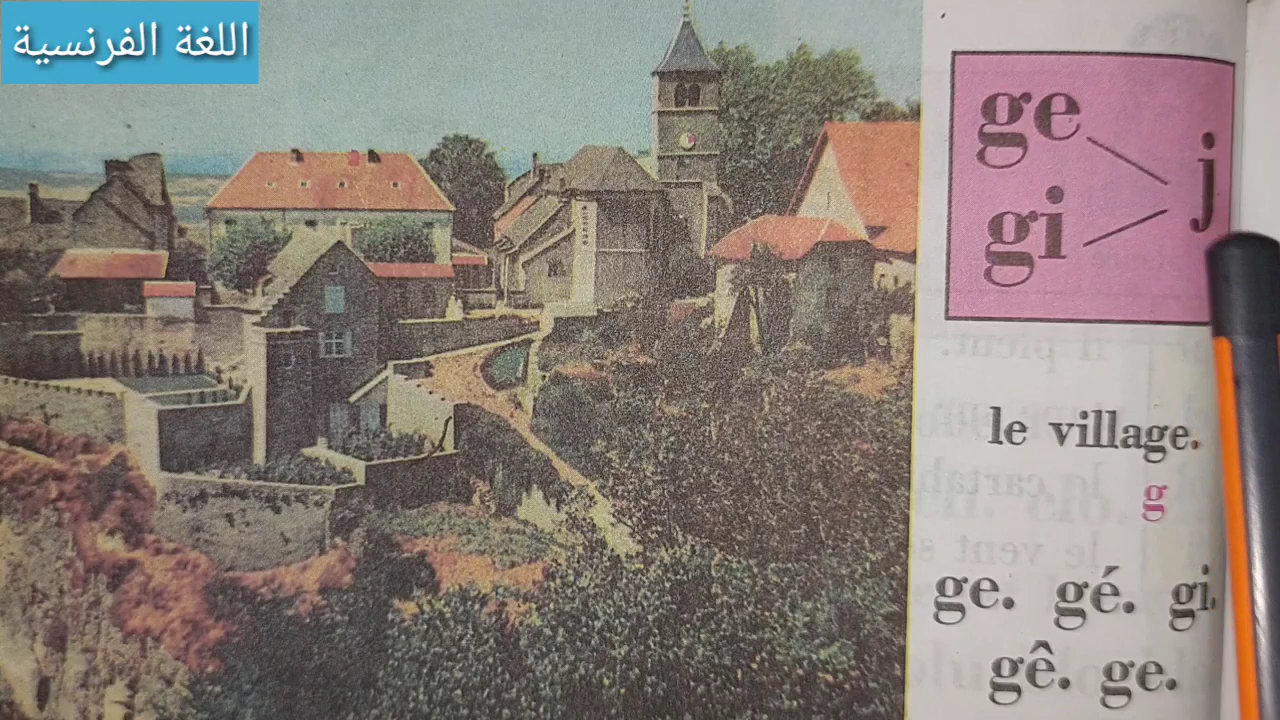 اللغة الفرنسية
ge
gi
j
le village.
g
ge. gé. gi.
gê. ge.